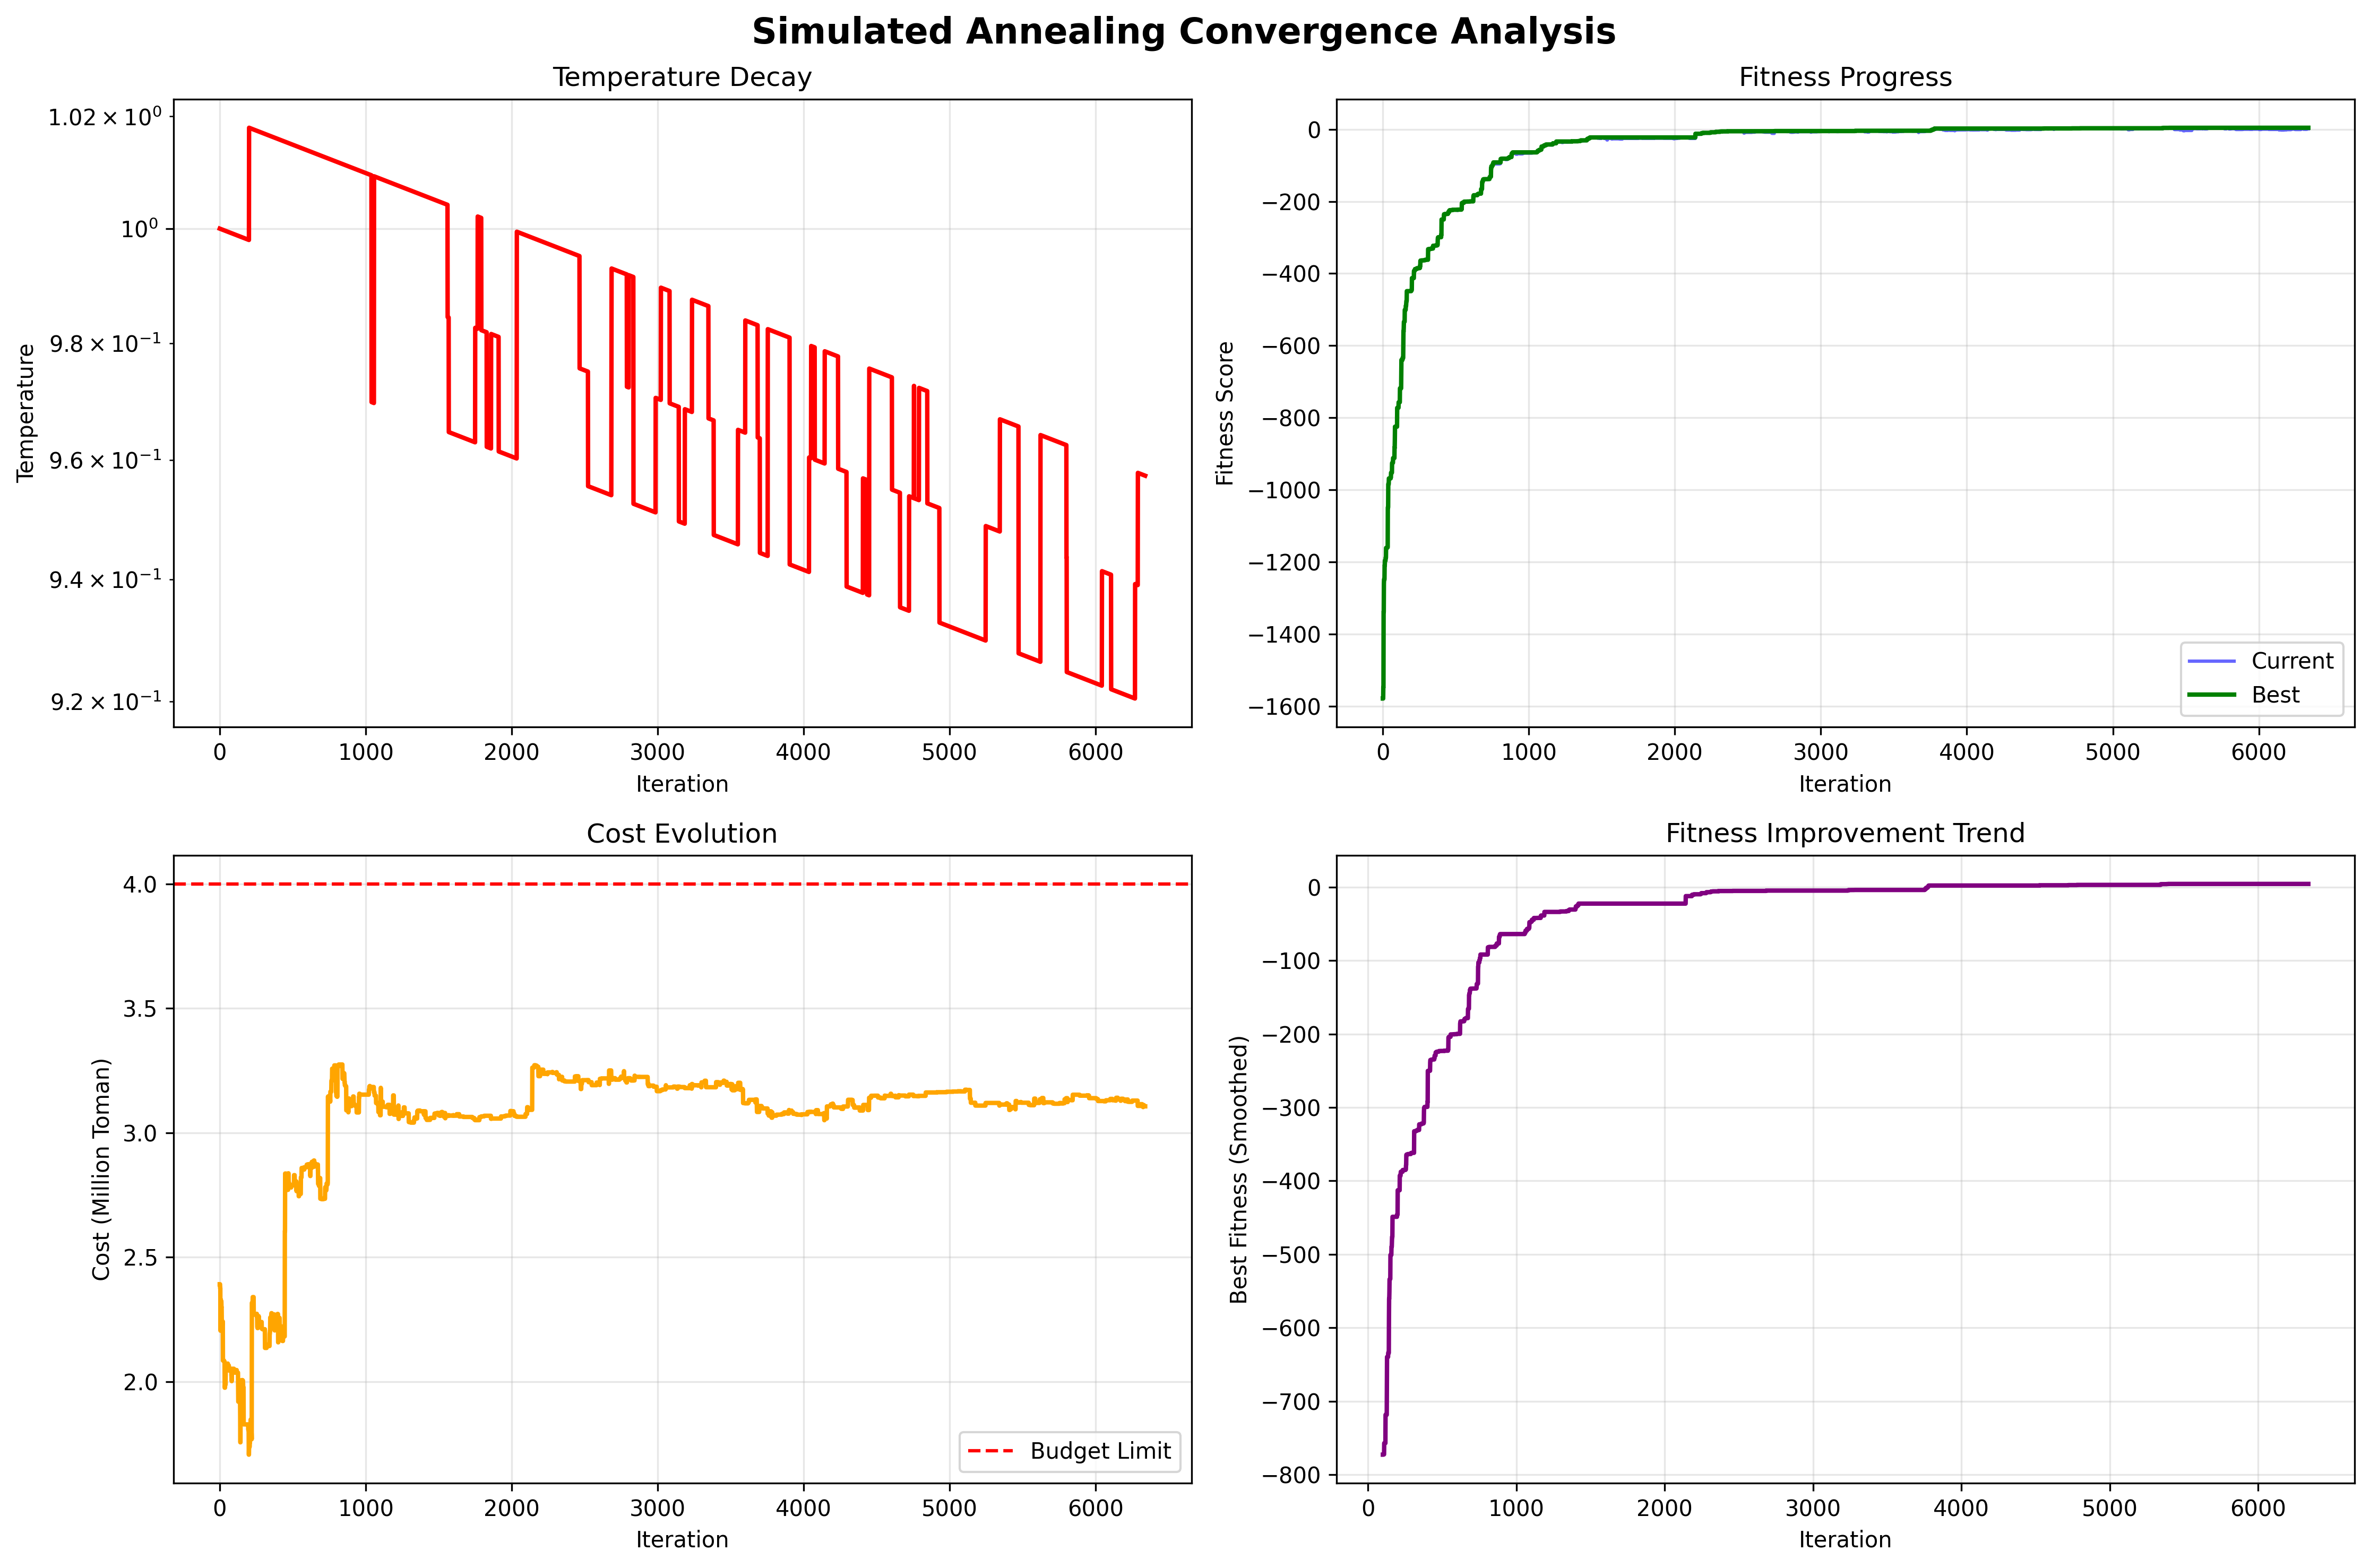 Simulated Annealing Convergence Analysis
Temperature Decay
1.02 × 10⁰
10⁰
9.8 × 10⁻¹
9.6 × 10⁻¹
9.4 × 10⁻¹
9.2 × 10⁻¹
Temperature
0 1000 2000 3000 4000 5000 6000
Iteration
Fitness Progress
0
−200
−400
−600
−800
−1000
−1200
−1400
−1600
Fitness Score
Current
Best
0 1000 2000 3000 4000 5000 6000
Iteration
Cost Evolution
4.0
3.5
3.0
2.5
2.0
Cost (Million Toman)
Budget Limit
0 1000 2000 3000 4000 5000 6000
Iteration
Fitness Improvement Trend
0
−100
−200
−300
−400
−500
−600
−700
−800
Best Fitness (Smoothed)
0 1000 2000 3000 4000 5000 6000
Iteration